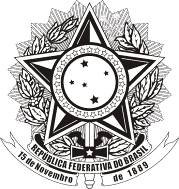 REPÚBLICA FEDERATIVA DO BRASIL
15 de Novembro de 1889